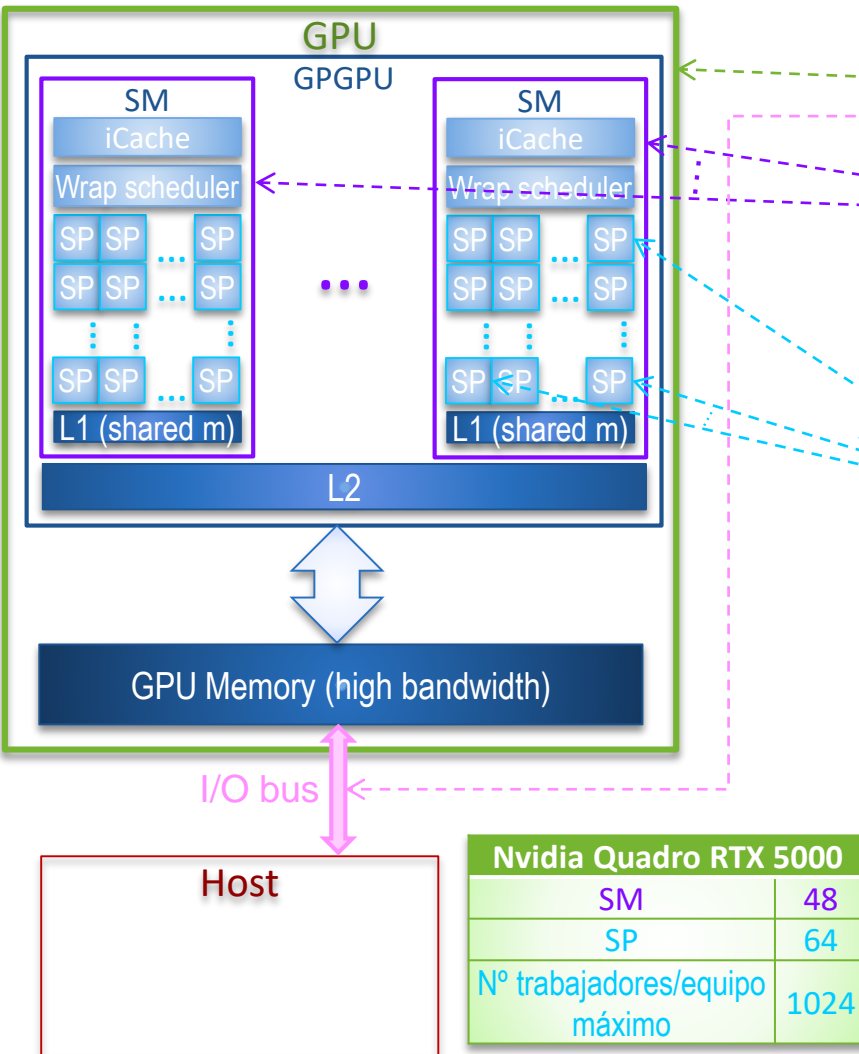 GPU
GPGPU
SM
iCache
Wrap scheduler
SP SP ... SP
SP SP ... SP
SP SP ... SP
L1 (shared m)
...
SM
iCache
Wrap scheduler
SP SP ... SP
SP SP ... SP
SP SP ... SP
L1 (shared m)
L2
GPU Memory (high bandwidth)
I/O bus
Host
Nvidia Quadro RTX 5000
SM 48
SP 64
Nº trabajadores/equipo
máximo 1024